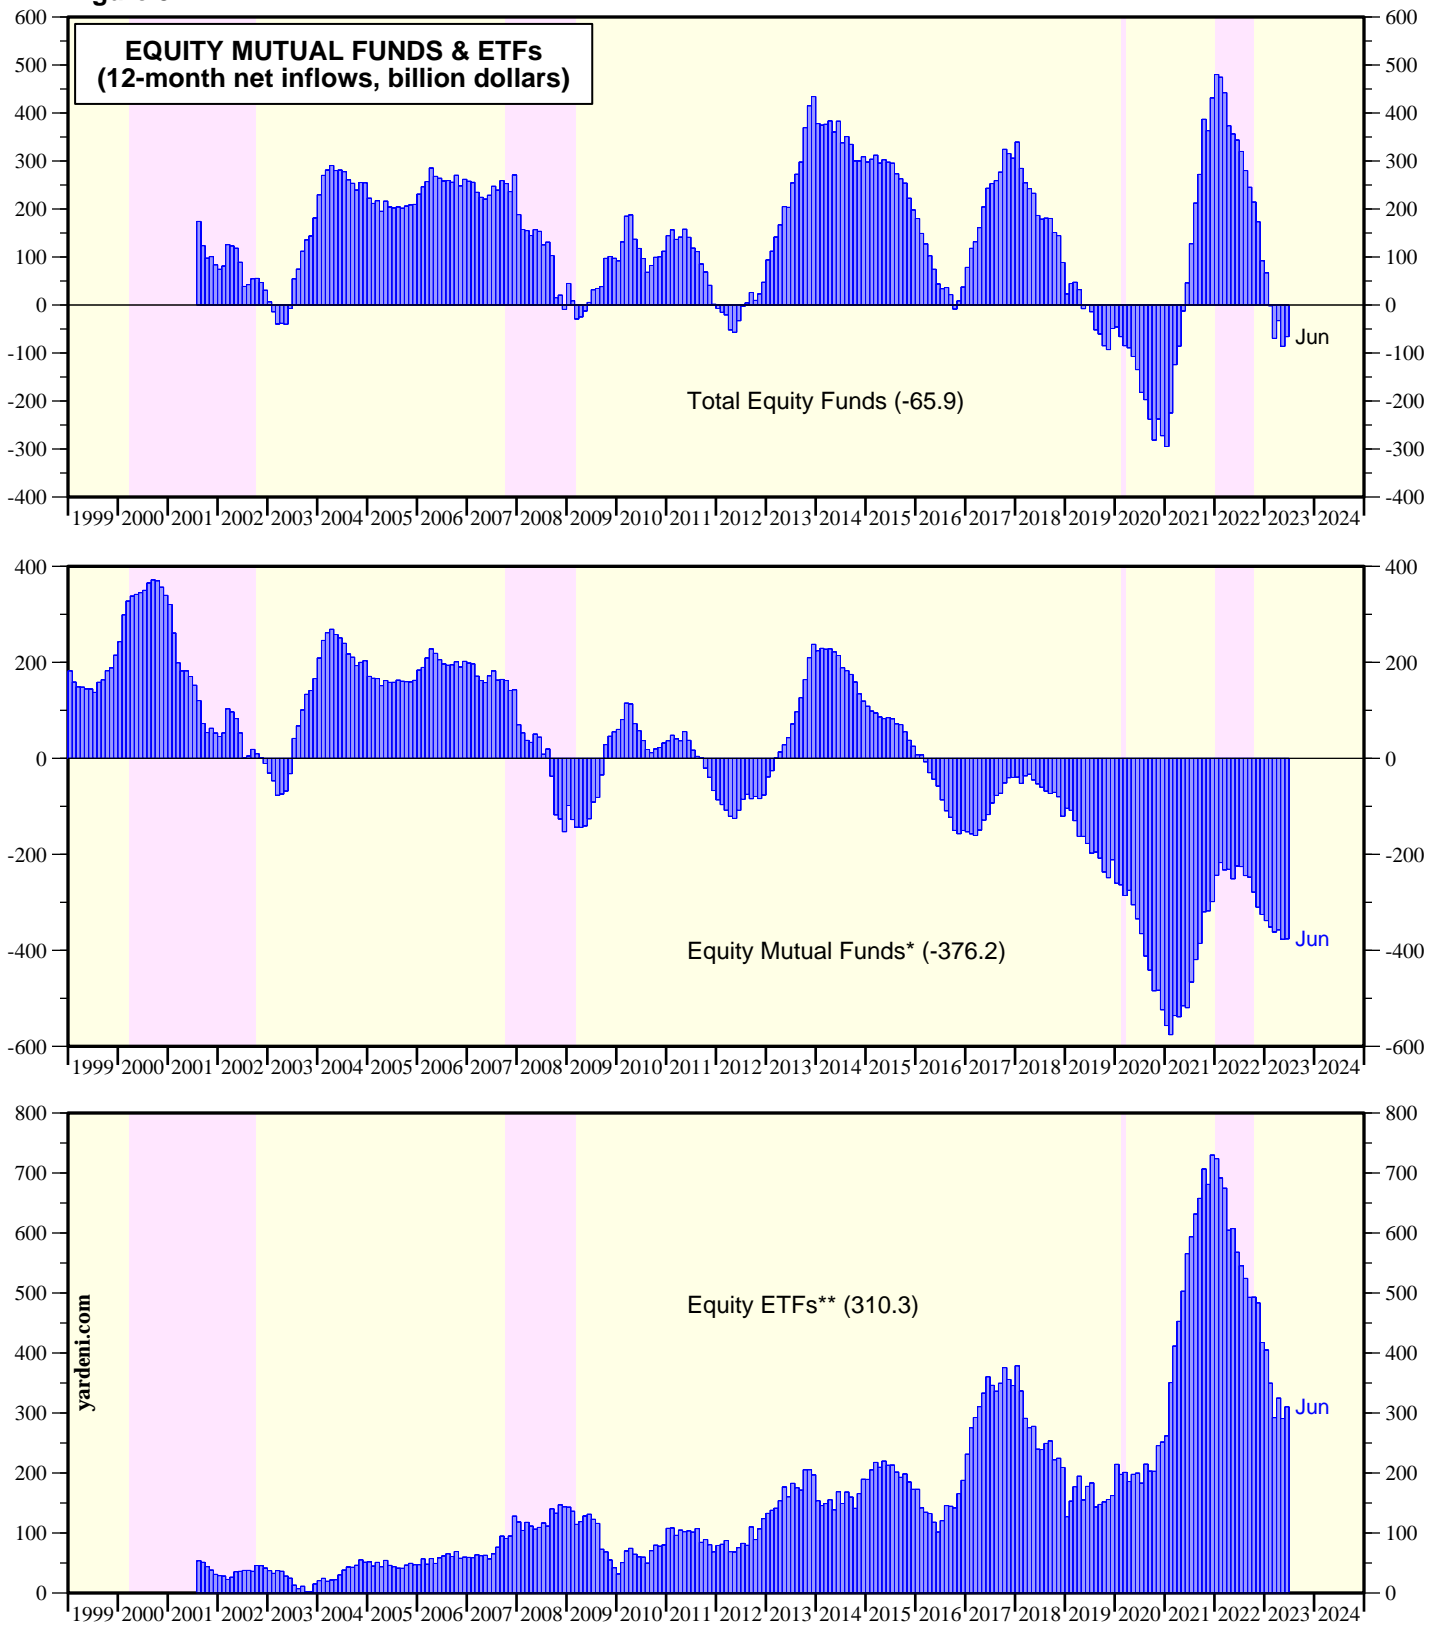 EQUITY MUTUAL FUNDS & ETFs
(12-month net inflows, billion dollars)
600 600
500 500
400 400
300 300
200 200
100 100
0 0
Jun
-100 -100
Total Equity Funds (-65.9)
-200 -200
-300 -300
-400 -400
1999 2000 2001 2002 2003 2004 2005 2006 2007 2008 2009 2010 2011 2012 2013 2014 2015 2016 2017 2018 2019 2020 2021 2022 2023 2024
400 400
200 200
0 0
-200 -200
Jun
Equity Mutual Funds* (-376.2)
-400 -400
-600 -600
1999 2000 2001 2002 2003 2004 2005 2006 2007 2008 2009 2010 2011 2012 2013 2014 2015 2016 2017 2018 2019 2020 2021 2022 2023 2024
800 800
700 700
600 600
500 500
Equity ETFs** (310.3)
400 400
yardeni.com
Jun
300 300
200 200
100 100
0 0
1999 2000 2001 2002 2003 2004 2005 2006 2007 2008 2009 2010 2011 2012 2013 2014 2015 2016 2017 2018 2019 2020 2021 2022 2023 2024